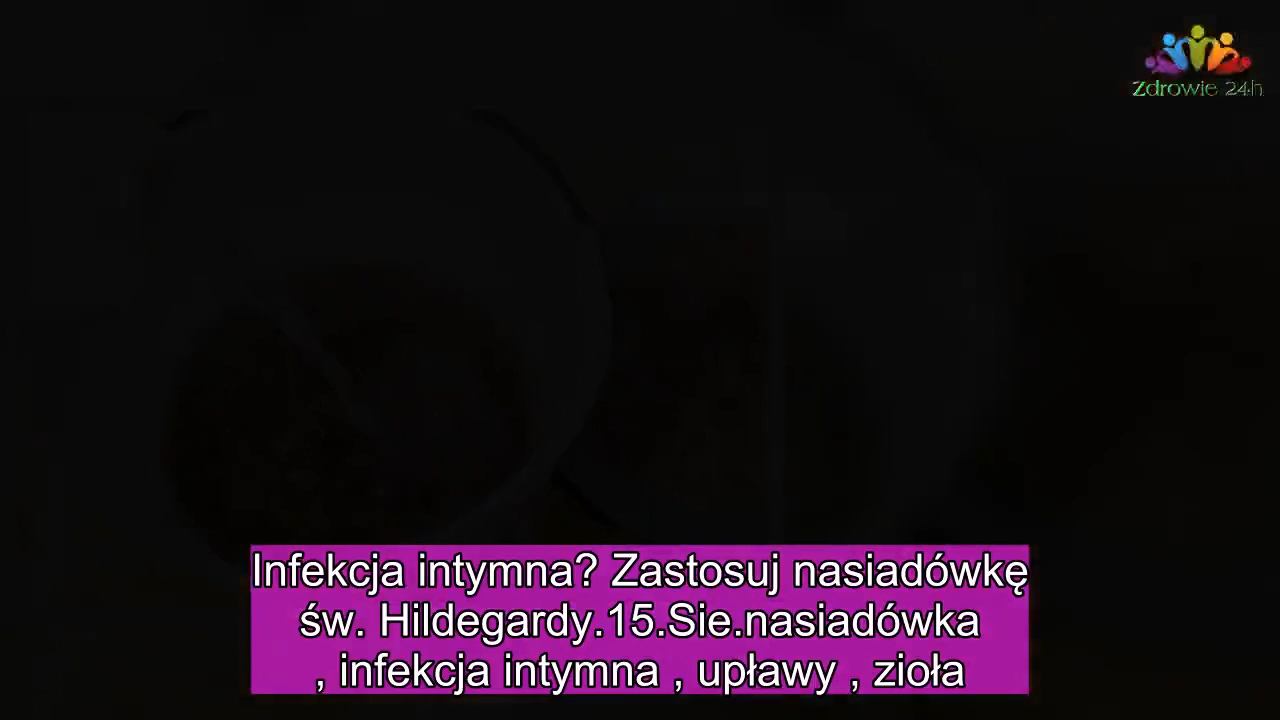 Zdrowie 24h
Infekcja intymna? Zastosuj nasiadówkę
św. Hildegardy.15.Sie.nasiadówka
, infekcja intymna , upławy , zioła